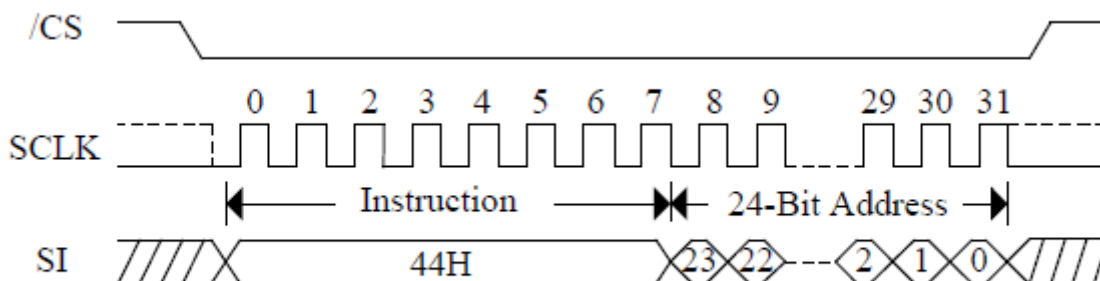 /CS
0 1 2 3 4 5 6 7 8 9 29 30 31
SCLK
Instruction 24-Bit Address
SI 44H 23 22 2 1 0